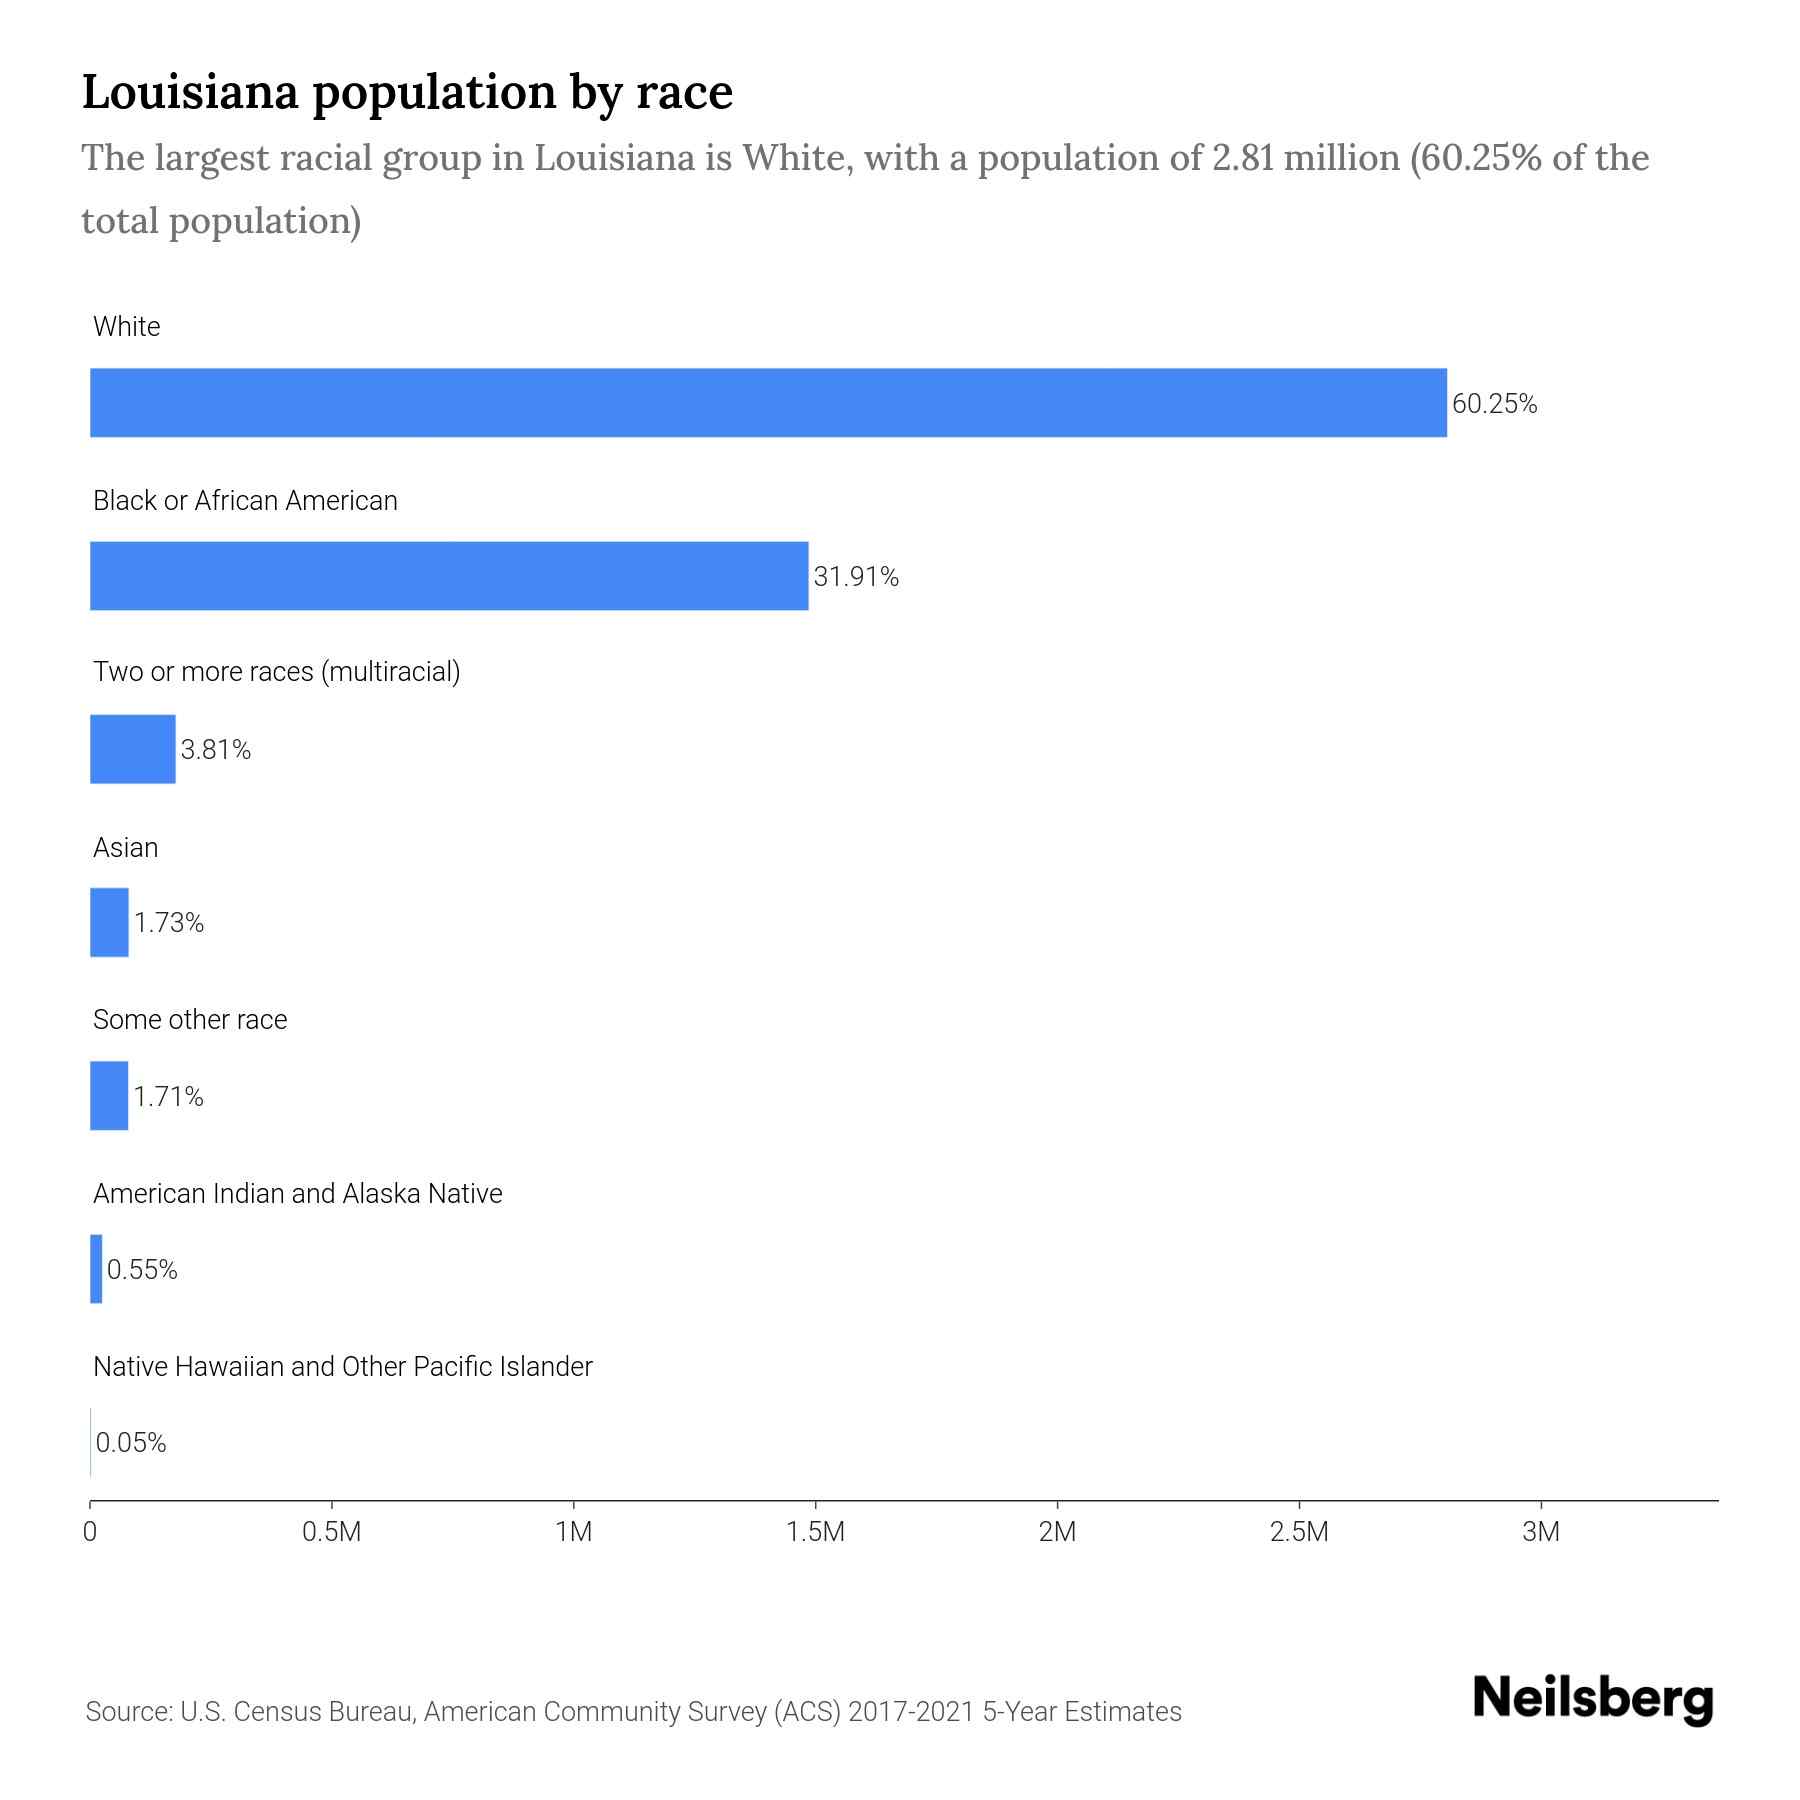 Louisiana population by race
The largest racial group in Louisiana is White, with a population of 2.81 million (60.25% of the
total population)
White
60.25%
Black or African American
31.91%
Two or more races (multiracial)
3.81%
Asian
1.73%
Some other race
1.71%
American Indian and Alaska Native
0.55%
Native Hawaiian and Other Pacific Islander
0.05%
0 0.5M 1M 1.5M 2M 2.5M 3M
Source: U.S. Census Bureau, American Community Survey (ACS) 2017-2021 5-Year Estimates
Neilsberg